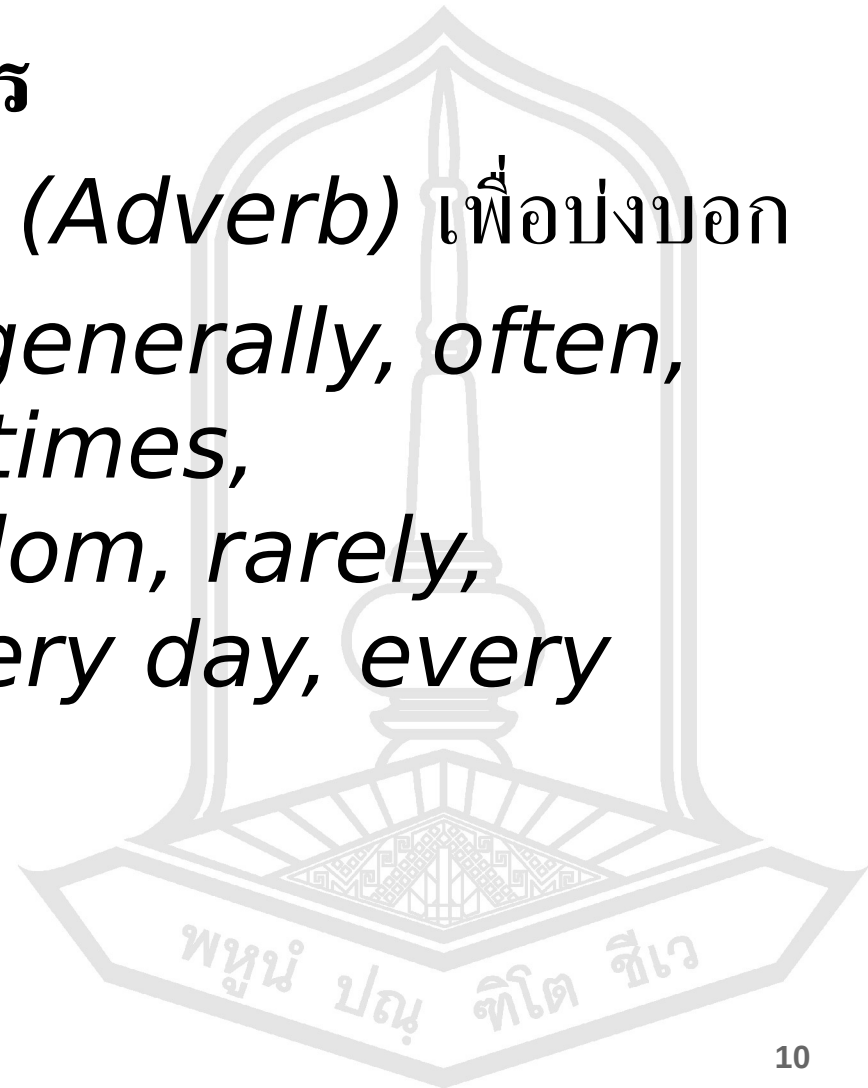 ร
(Adverb) เพื่อบ่งบอก
generally, often,
times,
dom, rarely,
ery day, every
พหูนํ ปณฺฑิโต ชีเว
10